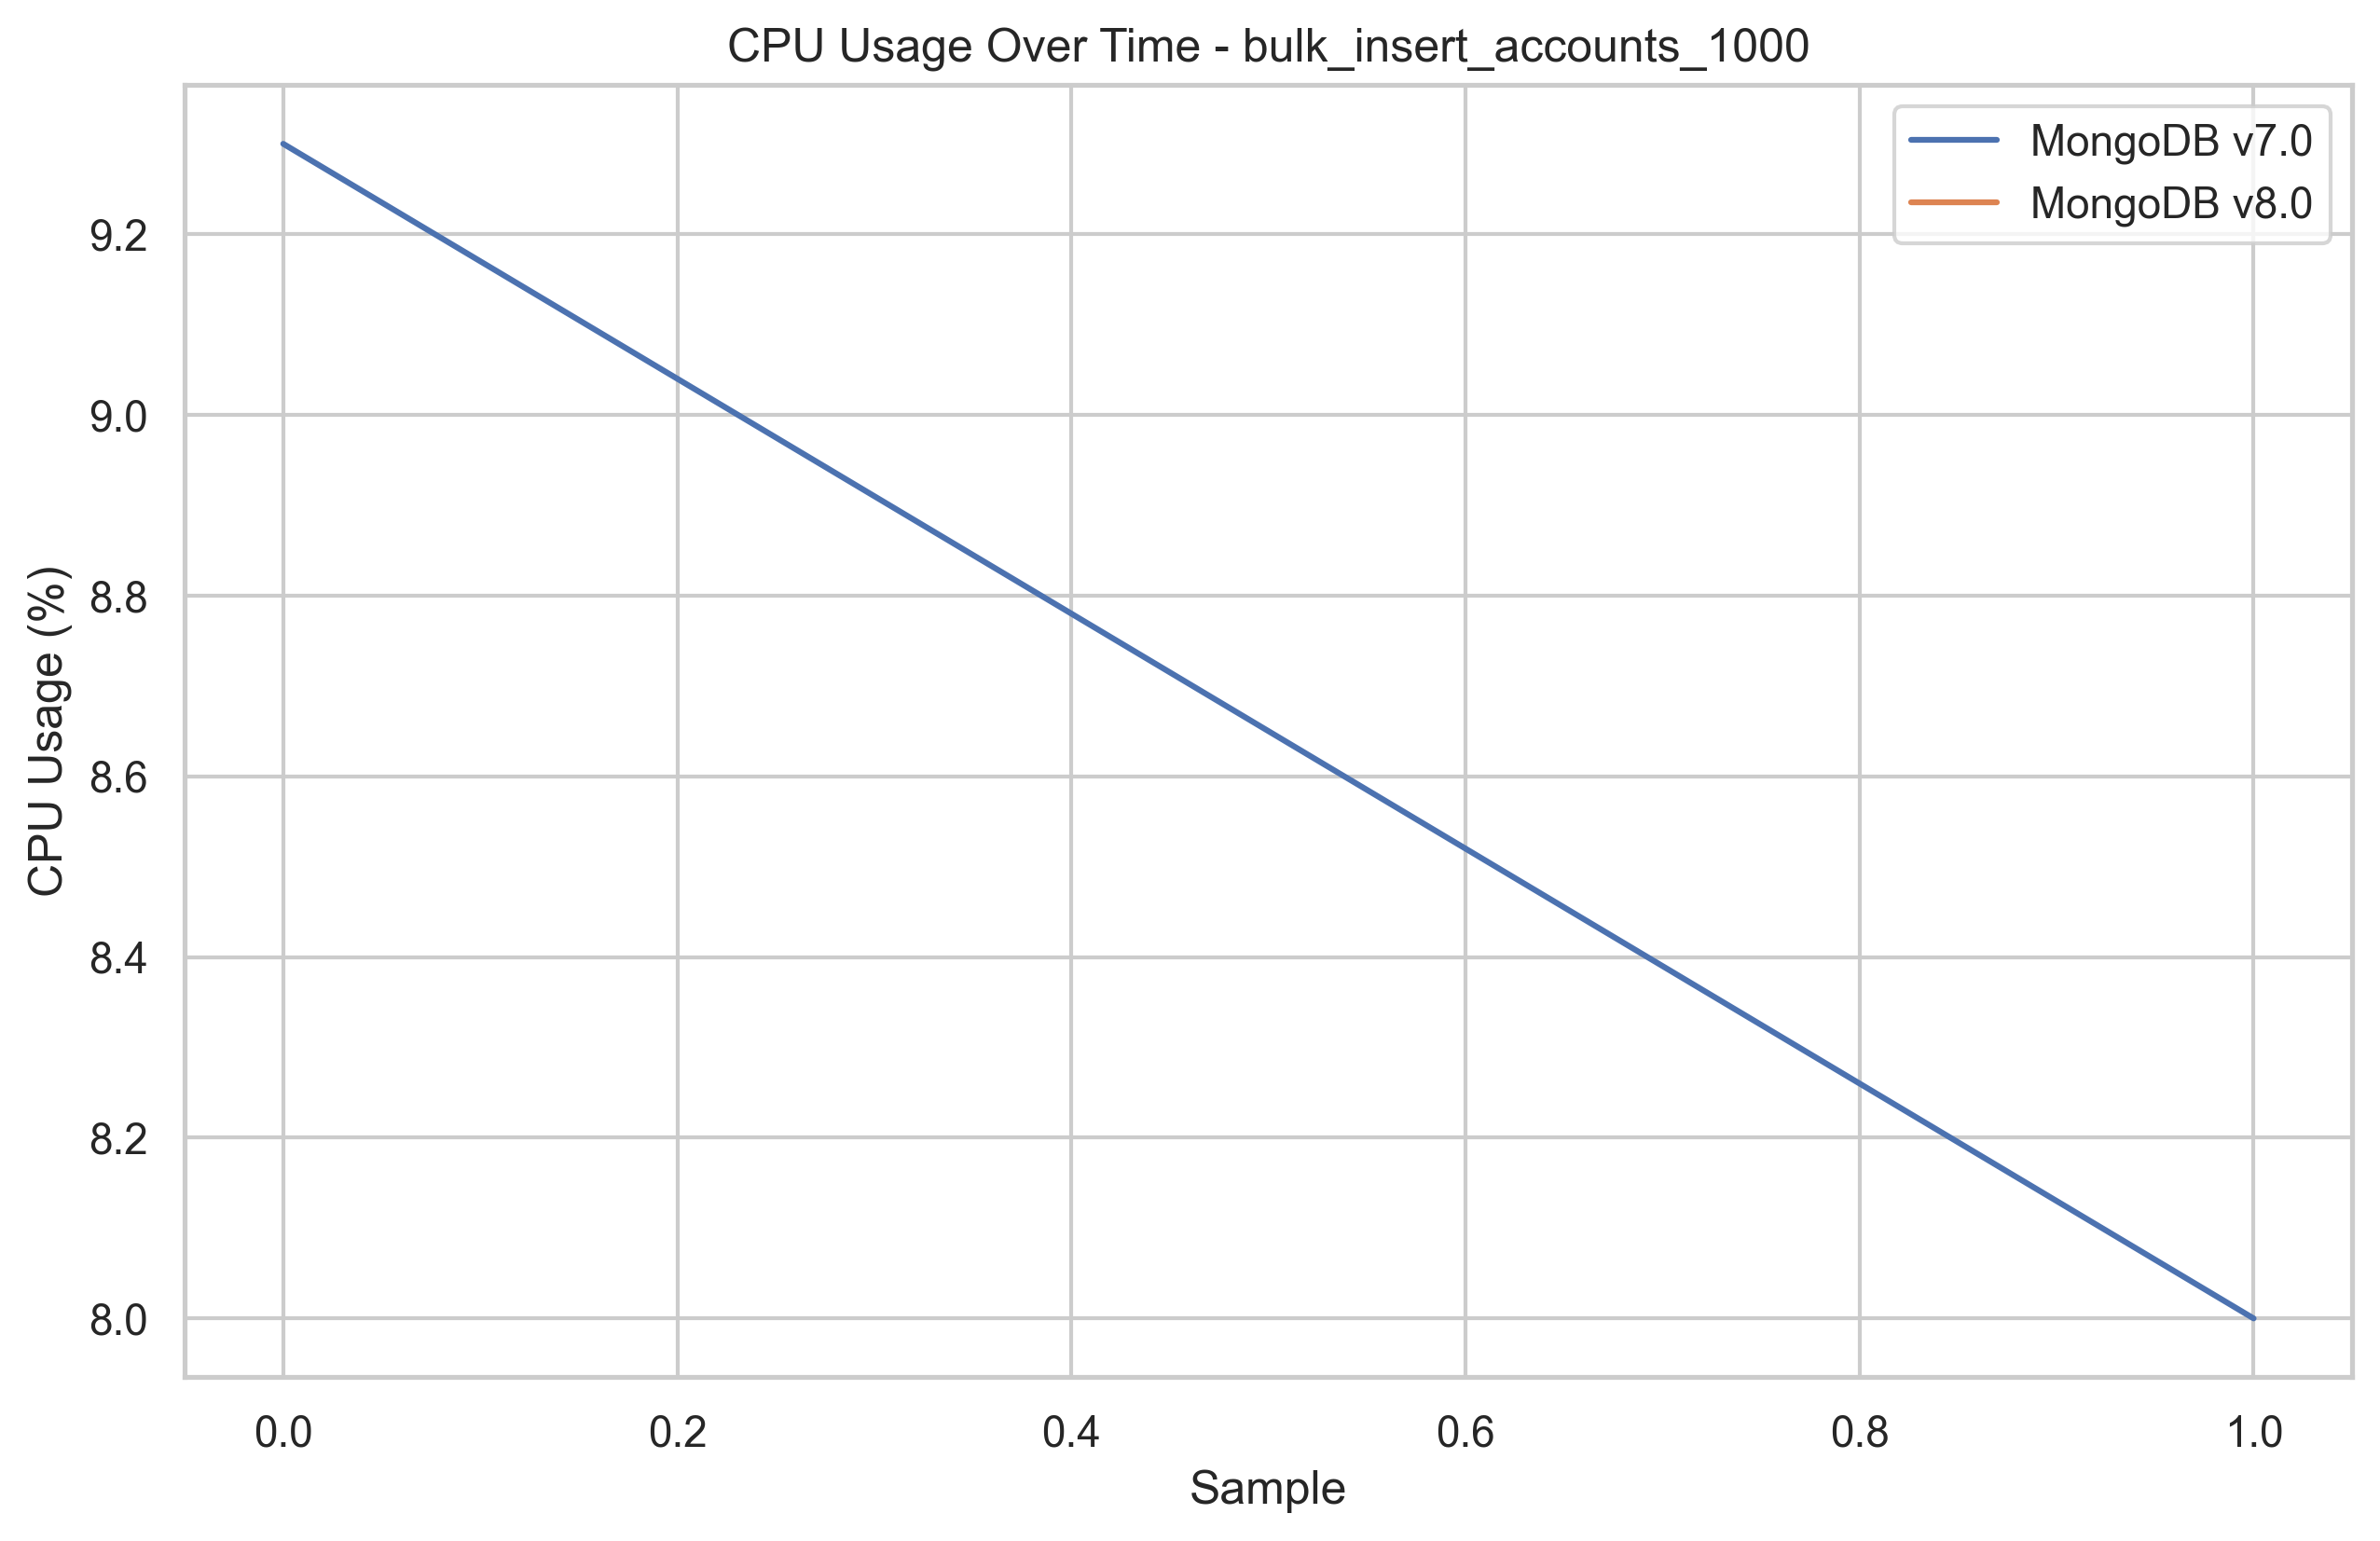 CPU Usage Over Time - bulk_insert_accounts_1000
MongoDB v7.0
MongoDB v8.0
CPU Usage (%)
9.2
9.0
8.8
8.6
8.4
8.2
8.0
0.0 0.2 0.4 0.6 0.8 1.0
Sample